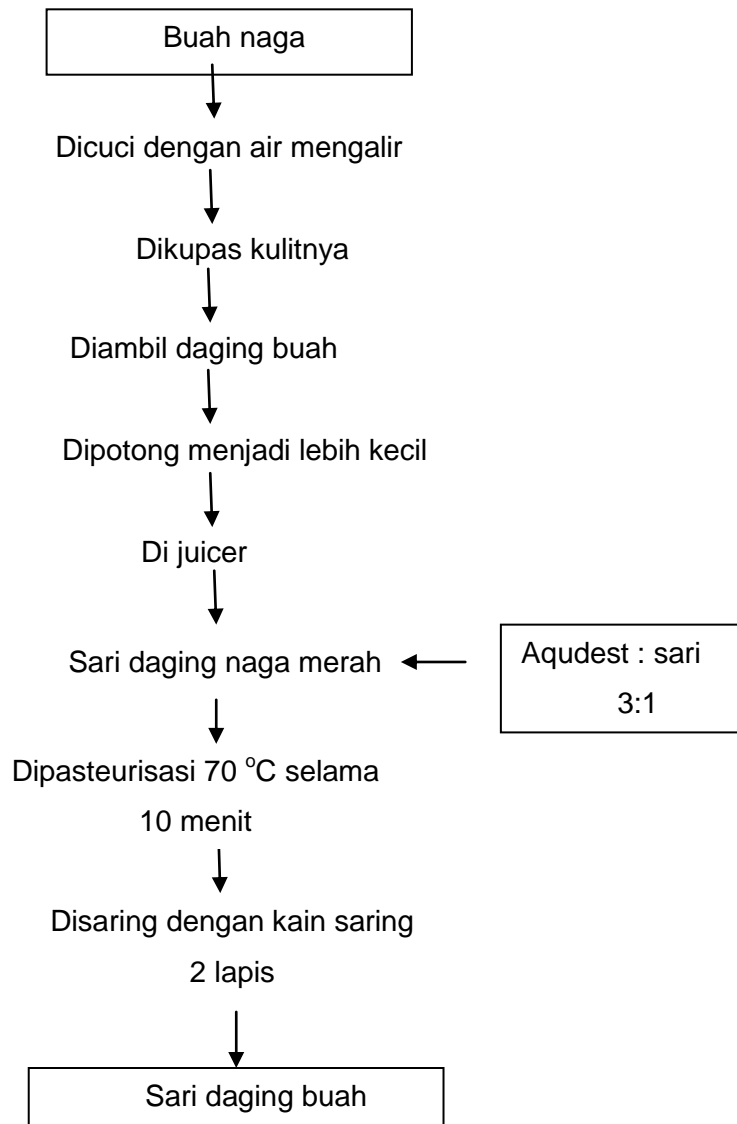 Buah naga
Dicuci dengan air mengalir
Dikupas kulitnya
Diambil daging buah
Dipotong menjadi lebih kecil
Di juicer
Sari daging naga merah
Aqudest : sari
3:1
Dipasteurisasi 70 °C selama
10 menit
Disaring dengan kain saring
2 lapis
Sari daging buah